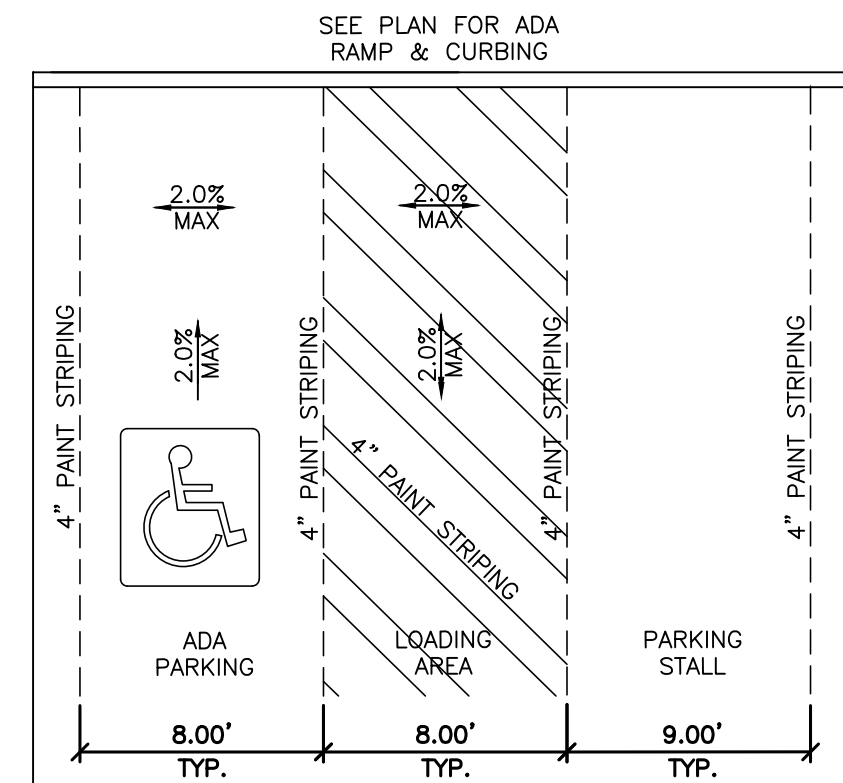 SEE PLAN FOR ADA
RAMP & CURBING
2.0%
MAX
2.0%
MAX
2.0%
MAX
2.0%
MAX
4" PAINT STRIPING
4" PAINT STRIPING
4" PAINT STRIPING
4" PAINT STRIPING
4" PAINT STRIPING
ADA
PARKING
LOADING
AREA
PARKING
STALL
8.00'
TYP.
8.00'
TYP.
9.00'
TYP.